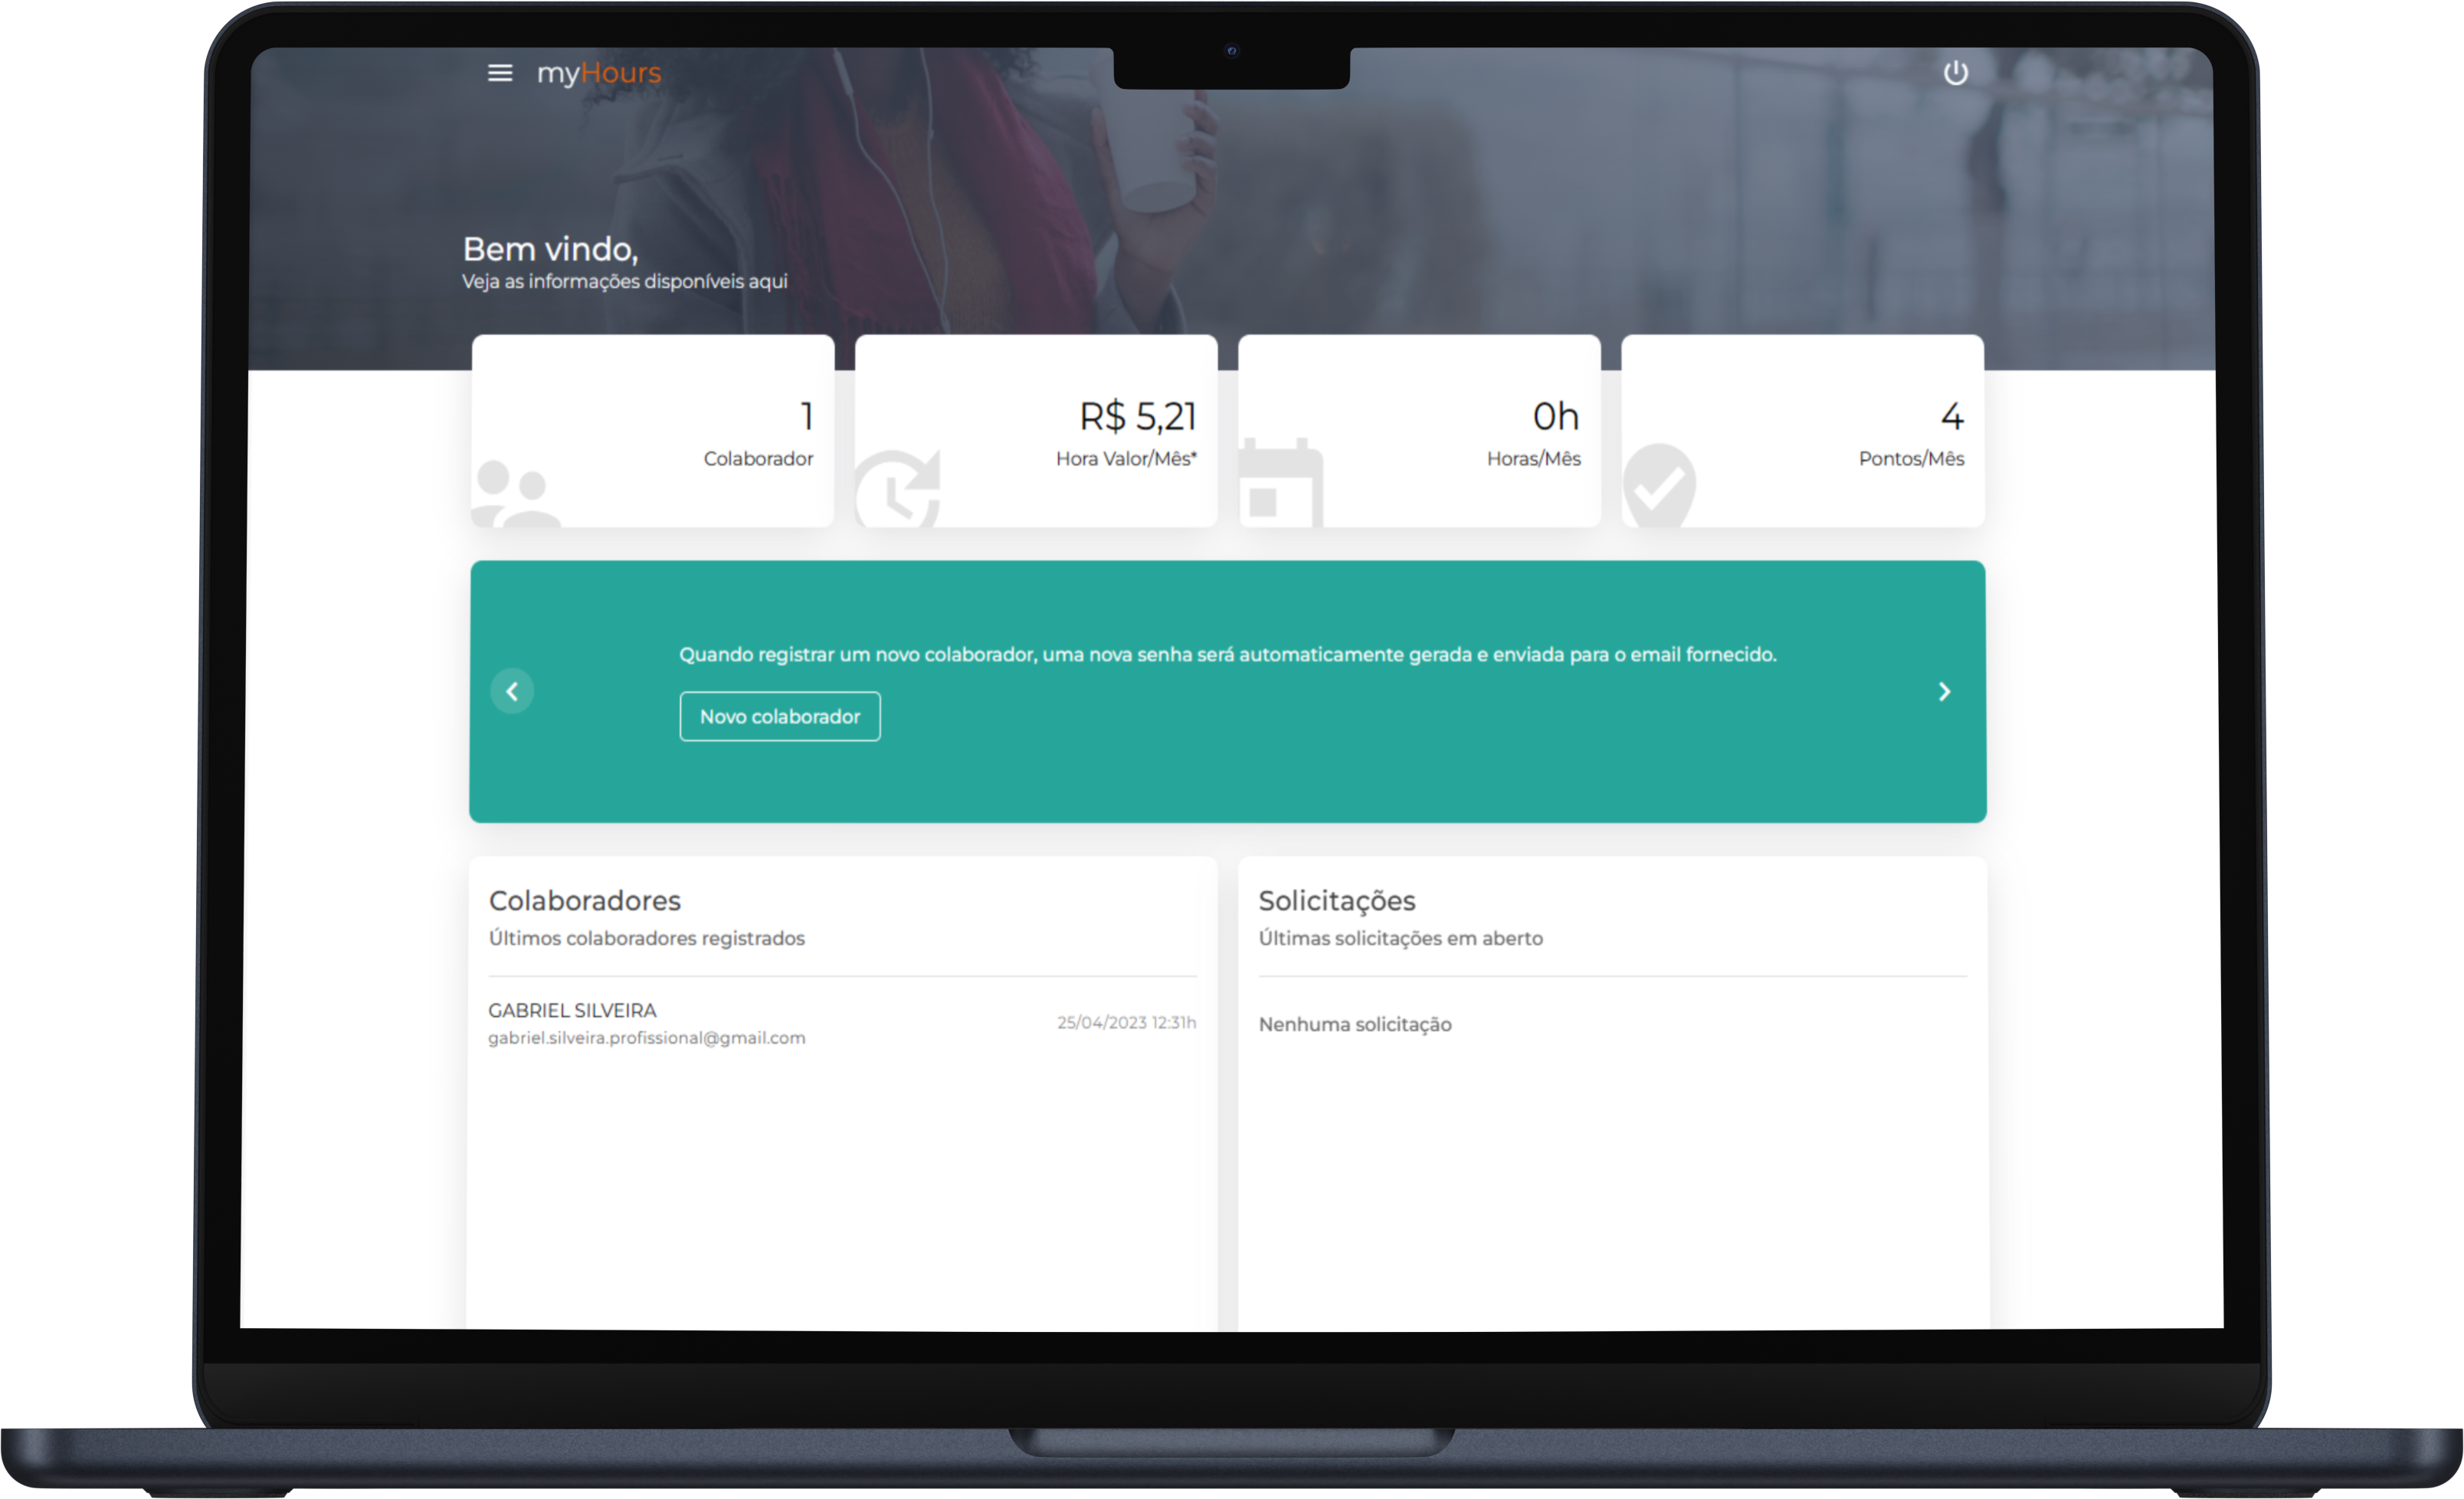 myHours
Bem vindo,
Veja as informações disponíveis aqui
1
Colaborador
R$ 5,21
Hora Valor/Mês*
0h
Horas/Mês
4
Pontos/Mês
Quando registrar um novo colaborador, uma nova senha será automaticamente gerada e enviada para o email fornecido.
Novo colaborador
Colaboradores
Últimos colaboradores registrados
GABRIEL SILVEIRA
gabriel.silveira.profissional@gmail.com
25/04/2023 12:31h
Solicitações
Últimas solicitações em aberto
Nenhuma solicitação